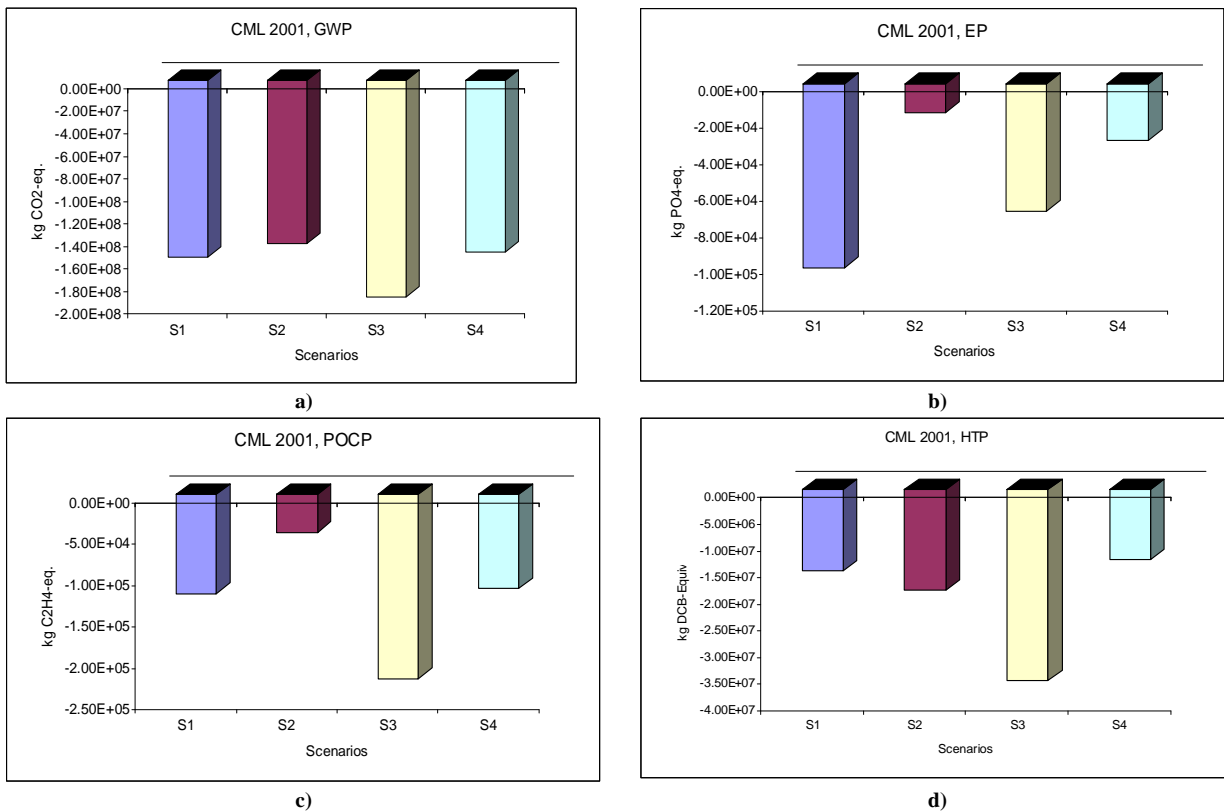 CML 2001, GWP
0.00E+00
-2.00E+07
-4.00E+07
-6.00E+07
-8.00E+07
-1.00E+08
-1.20E+08
-1.40E+08
-1.60E+08
-1.80E+08
-2.00E+08
kg CO2-eq.
S1 S2 S3 S4
Scenarios
a)
CML 2001, EP
0.00E+00
-2.00E+04
-4.00E+04
-6.00E+04
-8.00E+04
-1.00E+05
-1.20E+05
kg PO4-eq.
S1 S2 S3 S4
Scenarios
b)
CML 2001, POCP
0.00E+00
-5.00E+04
-1.00E+05
-1.50E+05
-2.00E+05
-2.50E+05
kg C2H4-eq.
S1 S2 S3 S4
Scenarios
c)
CML 2001, HTP
0.00E+00
-5.00E+06
-1.00E+07
-1.50E+07
-2.00E+07
-2.50E+07
-3.00E+07
-3.50E+07
-4.00E+07
kg DCB-Equiv
S1 S2 S3 S4
Scenarios
d)